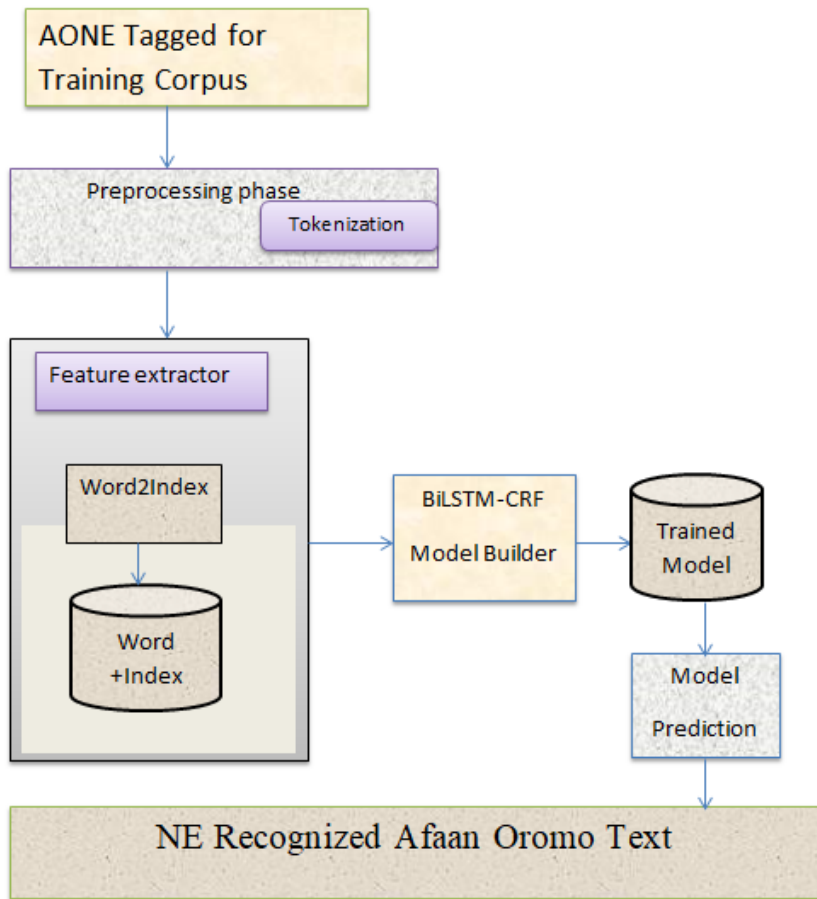 AONE Tagged for
Training Corpus
Preprocessing phase
Tokenization
Feature extractor
Word2Index
Word
+Index
BiLSTM-CRF
Model Builder
Trained
Model
Model
Prediction
NE Recognized Afaan Oromo Text